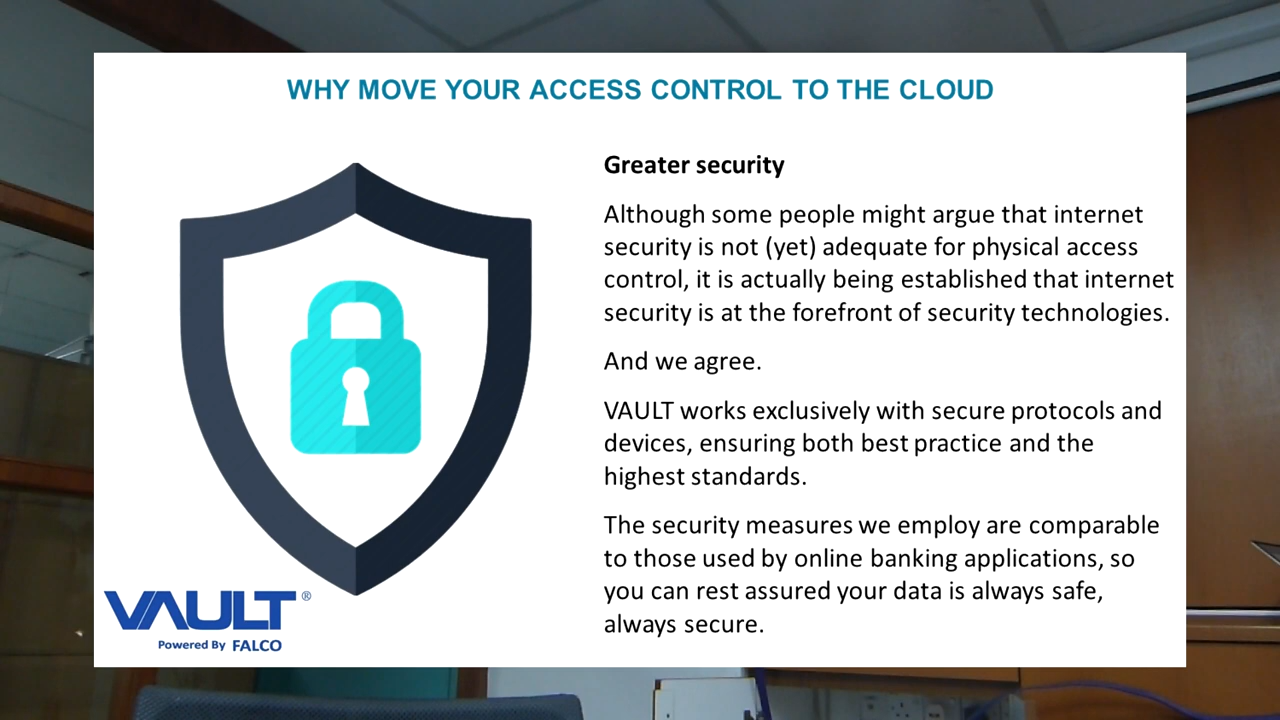 WHY MOVE YOUR ACCESS CONTROL TO THE CLOUD
Greater security
Although some people might argue that internet
security is not (yet) adequate for physical access
control, it is actually being established that internet
security is at the forefront of security technologies.
And we agree.
VAULT works exclusively with secure protocols and
devices, ensuring both best practice and the
highest standards.
The security measures we employ are comparable
to those used by online banking applications, so
you can rest assured your data is always safe,
always secure.
VAULT®
Powered By FALCO